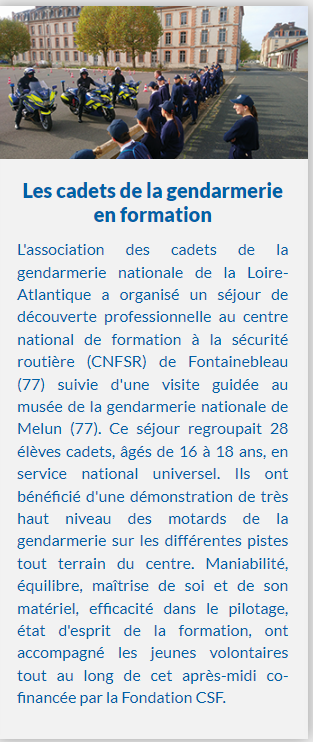 Les cadets de la gendarmerie
en formation
L'association des cadets de la
gendarmerie nationale de la Loire-
Atlantique a organisé un séjour de
découverte professionnelle au centre
national de formation à la sécurité
routière (CNFSR) de Fontainebleau
(77) suivie d'une visite guidée au
musée de la gendarmerie nationale de
Melun (77). Ce séjour regroupait 28
élèves cadets, âgés de 16 à 18 ans, en
service national universel. Ils ont
bénéficié d'une démonstration de très
haut niveau des motards de la
gendarmerie sur les différentes pistes
tout terrain du centre. Maniabilité,
équilibre, maîtrise de soi et de son
matériel, efficacité dans le pilotage,
état d'esprit de la formation, ont
accompagné les jeunes volontaires
tout au long de cet après-midi co-
financée par la Fondation CSF.